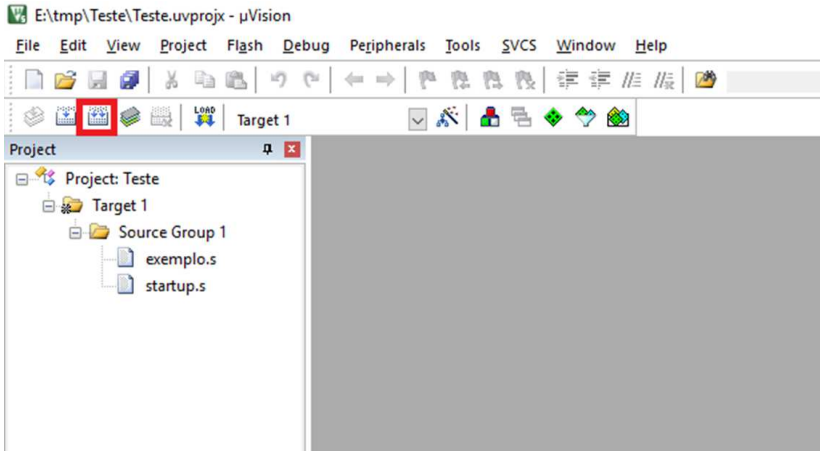 E:\tmp\Teste\Teste.uvprojx - µVision
File Edit View Project Flash Debug Peripherals Tools SVCS Window Help
LOAD Target 1
Project
Project: Teste
Target 1
Source Group 1
exemplo.s
startup.s